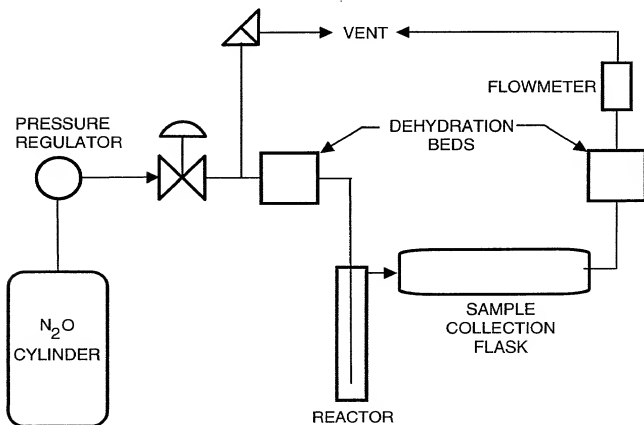 VENT
FLOWMETER
PRESSURE
REGULATOR
DEHYDRATION
BEDS
N2O
CYLINDER
SAMPLE
COLLECTION
FLASK
REACTOR